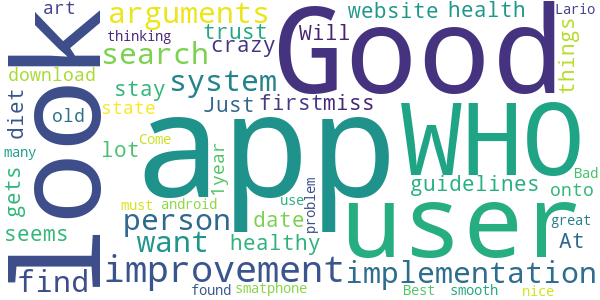 art
arguments
website health
Lario
thinking
trust
Good
things
search
crazy
Will
download
system
look
stay
diet
state
Just
firstmiss
old
app
WHO
Come
many
lot
1year
gets
guidelines
Bad
must
android
use
problem
onto
user
person
date
great
seems
want
healthy
At
find
improvement
implementation
found
smatphone
Best
smooth
nice